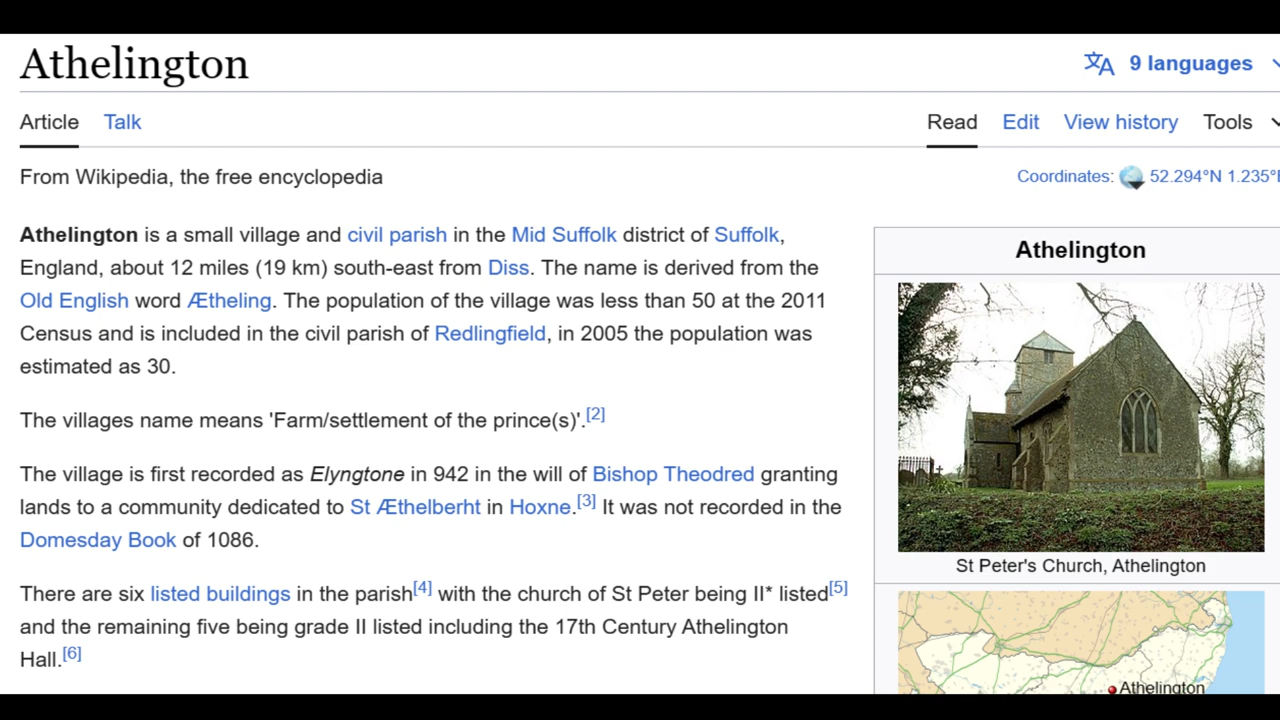 Athelington
9 languages
Article Talk
Read Edit View history Tools
From Wikipedia, the free encyclopedia
Coordinates: 52.294°N 1.235°
Athelington is a small village and civil parish in the Mid Suffolk district of Suffolk,
England, about 12 miles (19 km) south-east from Diss. The name is derived from the
Old English word Ætheling. The population of the village was less than 50 at the 2011
Census and is included in the civil parish of Redlingfield, in 2005 the population was
estimated as 30.
The villages name means 'Farm/settlement of the prince(s)'.[2]
The village is first recorded as Elyngtone in 942 in the will of Bishop Theodred granting
lands to a community dedicated to St Æthelberht in Hoxne.[3] It was not recorded in the
Domesday Book of 1086.
There are six listed buildings in the parish[4] with the church of St Peter being II* listed[5]
and the remaining five being grade II listed including the 17th Century Athelington
Hall.[6]
Athelington
St Peter's Church, Athelington
Athelington